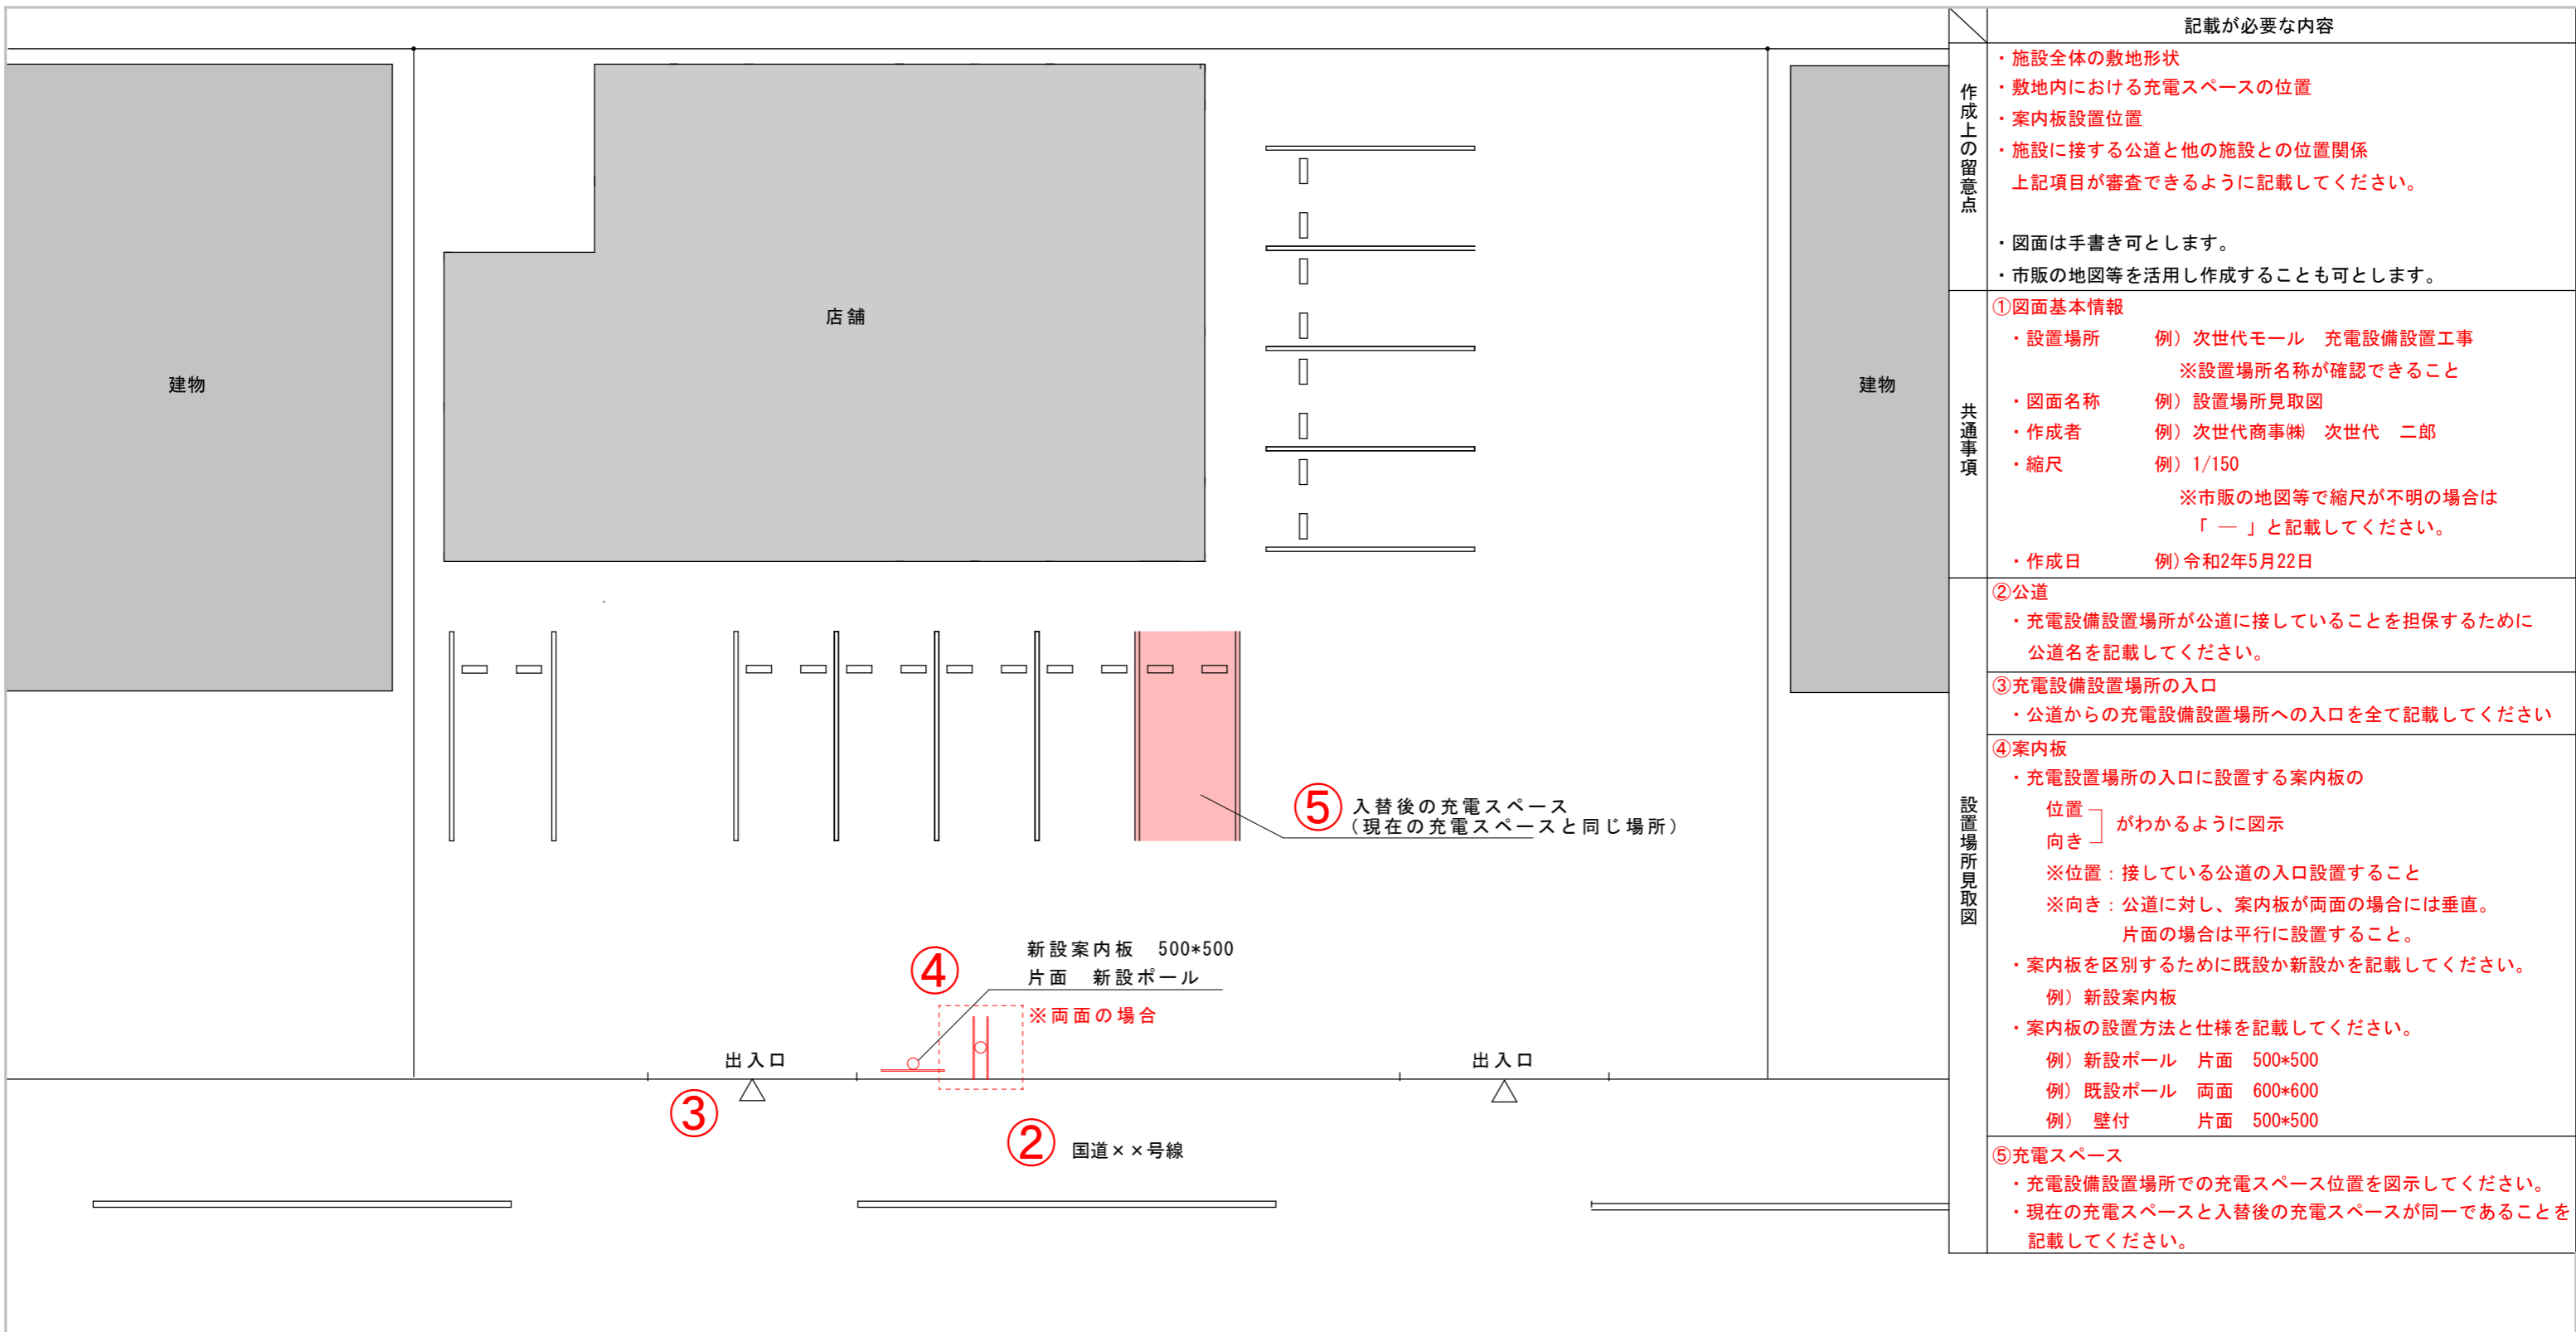 建物
店舗
建物
⑤
入替後の充電スペース
（現在の充電スペースと同じ場所）
④
新設案内板　500*500
片面　新設ポール
※両面の場合
出入口
出入口
③
②
国道××号線
記載が必要な内容
作成上の留意点
・施設全体の敷地形状
・敷地内における充電スペースの位置
・案内板設置位置
・施設に接する公道と他の施設との位置関係
上記項目が審査できるように記載してください。
・図面は手書き可とします。
・市販の地図等を活用し作成することも可とします。
共通事項
①図面基本情報
・設置場所　例）次世代モール　充電設備設置工事
※設置場所名称が確認できること
・図面名称　例）設置場所見取図
・作成者　例）次世代商事㈱　次世代　二郎
・縮尺　例）1/150
※市販の地図等で縮尺が不明の場合は
「 ― 」と記載してください。
・作成日　例)令和2年5月22日
設置場所見取図
②公道
・充電設備設置場所が公道に接していることを担保するために
公道名を記載してください。
③充電設備設置場所の入口
・公道からの充電設備設置場所への入口を全て記載してください
④案内板
・充電設置場所の入口に設置する案内板の
位置
向き
がわかるように図示
※位置：接している公道の入口設置すること
※向き：公道に対し、案内板が両面の場合には垂直。
片面の場合は平行に設置すること。
・案内板を区別するために既設か新設かを記載してください。
例）新設案内板
・案内板の設置方法と仕様を記載してください。
例）新設ポール　片面　500*500
例）既設ポール　両面　600*600
例）　壁付　片面　500*500
⑤充電スペース
・充電設備設置場所での充電スペース位置を図示してください。
・現在の充電スペースと入替後の充電スペースが同一であることを
記載してください。